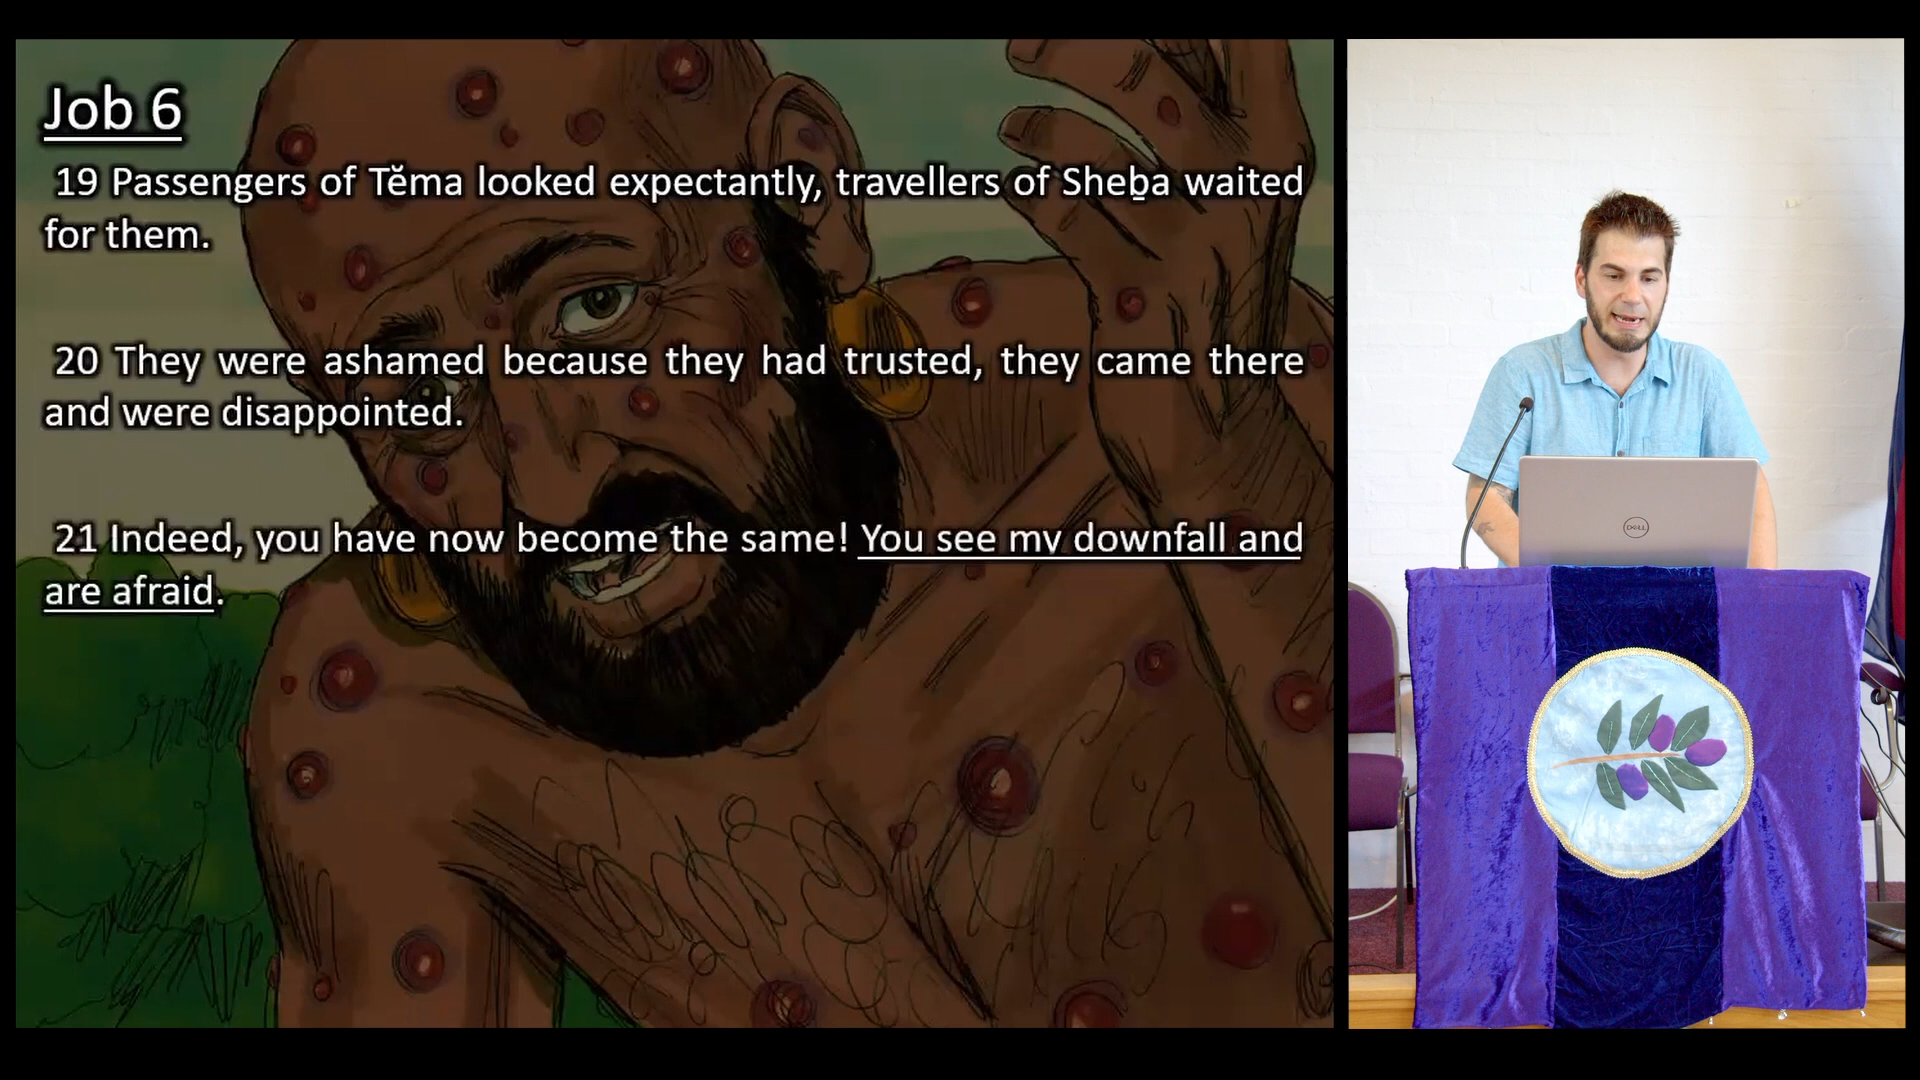 Job 6
19 Passengers of Tĕma looked expectantly, travellers of Sheḇa waited
for them.
20 They were ashamed because they had trusted, they came there
and were disappointed.
21 Indeed, you have now become the same! You see my downfall and
are afraid.
DELL